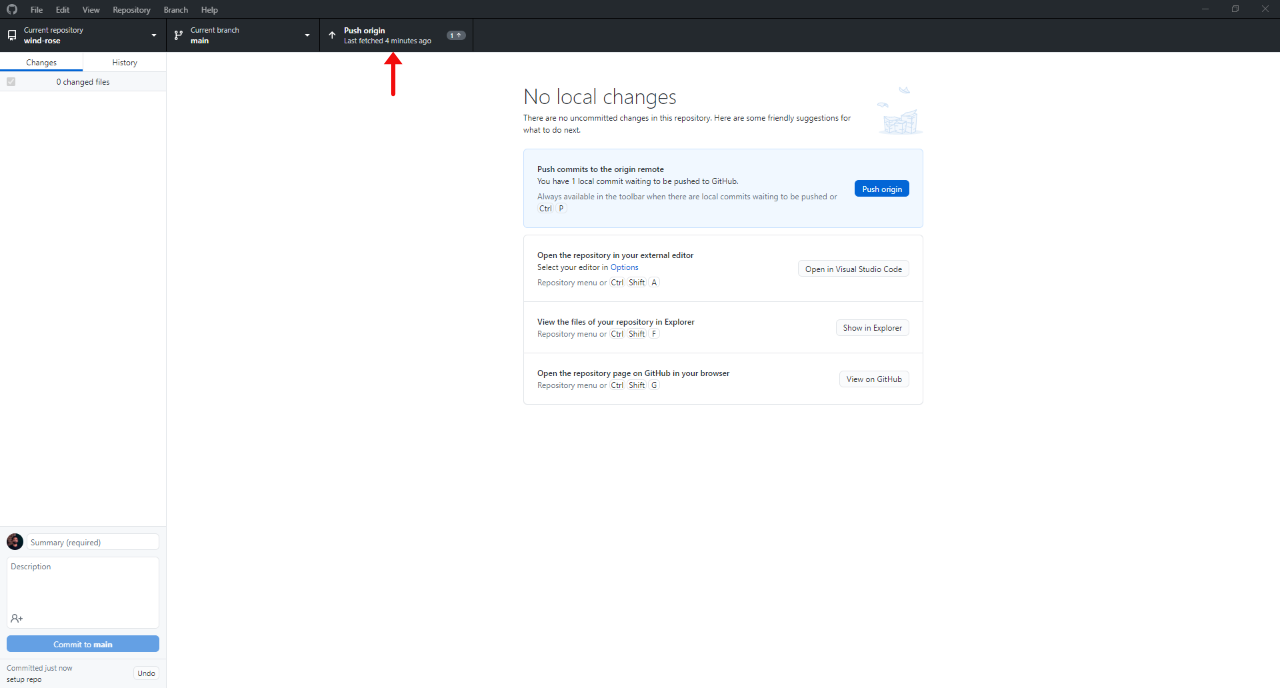 File Edit View Repository Branch Help
Current repository
wind-rose
Current branch
main
Push origin
Last fetched 4 minutes ago
1
Changes History
0 changed files
No local changes
There are no uncommitted changes in this repository. Here are some friendly suggestions for
what to do next.
Push commits to the origin remote
You have 1 local commit waiting to be pushed to GitHub.
Always available in the toolbar when there are local commits waiting to be pushed or
Ctrl P
Push origin
Open the repository in your external editor
Select your editor in Options
Repository menu or Ctrl Shift A
Open in Visual Studio Code
View the files of your repository in Explorer
Repository menu or Ctrl Shift F
Show in Explorer
Open the repository page on GitHub in your browser
Repository menu or Ctrl Shift G
View on GitHub
Summary (required)
Description
Commit to main
Committed just now
setup repo
Undo